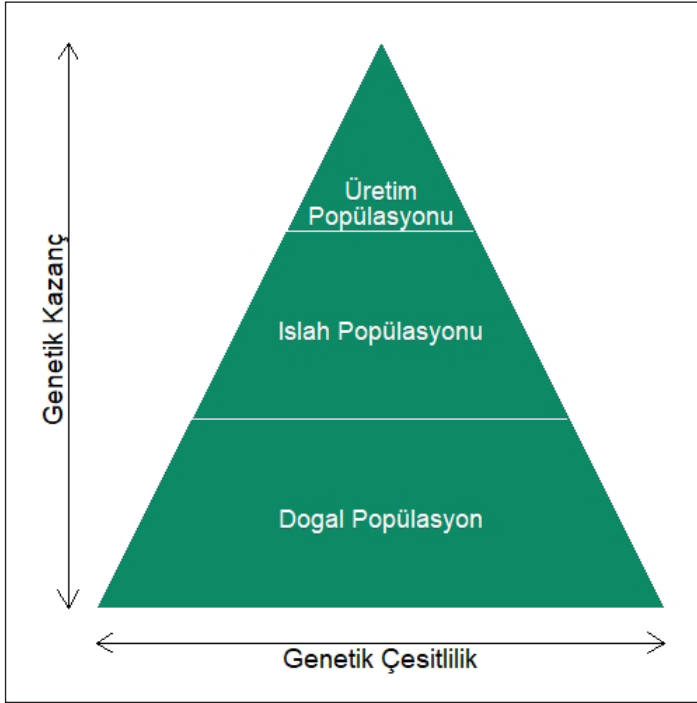 Üretim
Popülasyonu
Islah Popülasyonu
Dogal Popülasyon
Genetik Kazanç
Genetik Çesitlilik